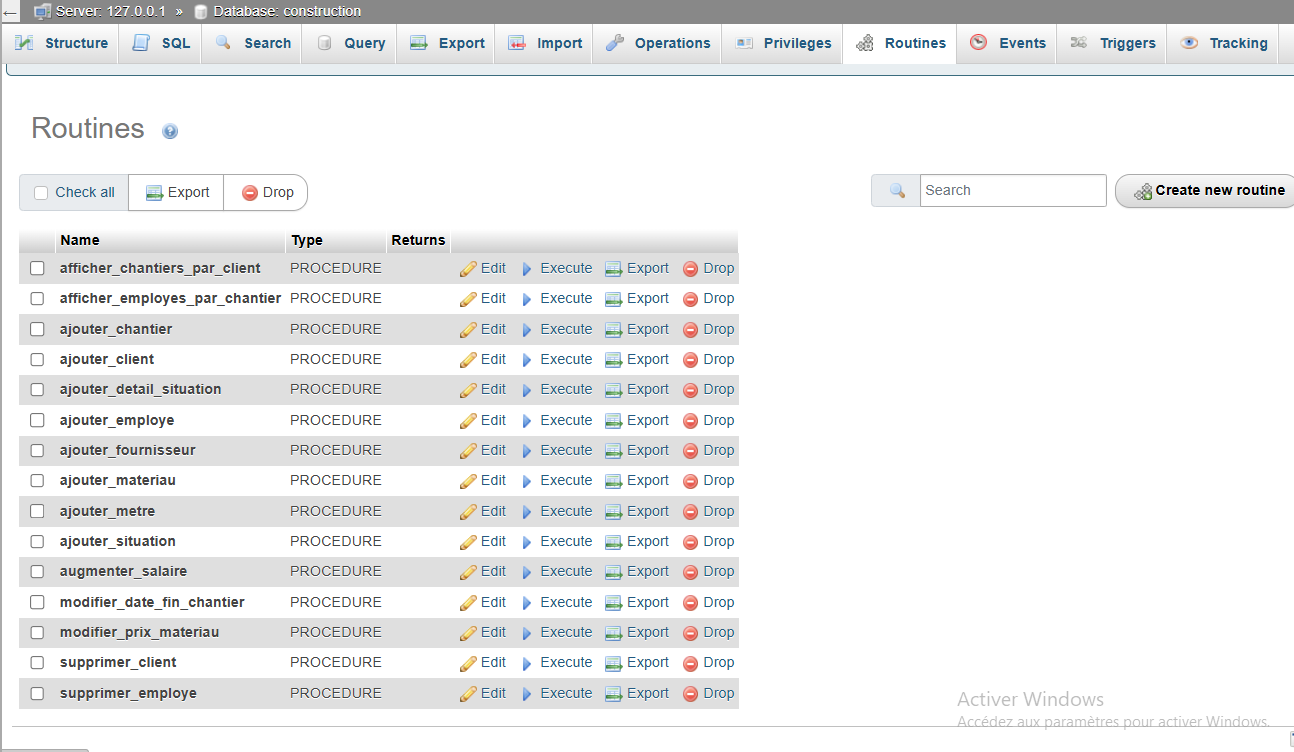 ← Server: 127.0.0.1 » Database: construction
Structure SQL Search Query Export Import Operations Privileges Routines Events Triggers Tracking
Routines
Check all Export Drop Search Create new routine
Name Type Returns
afficher_chantiers_par_client PROCEDURE Edit Execute Export Drop
afficher_employes_par_chantier PROCEDURE Edit Execute Export Drop
ajouter_chantier PROCEDURE Edit Execute Export Drop
ajouter_client PROCEDURE Edit Execute Export Drop
ajouter_detail_situation PROCEDURE Edit Execute Export Drop
ajouter_employe PROCEDURE Edit Execute Export Drop
ajouter_fournisseur PROCEDURE Edit Execute Export Drop
ajouter_materiau PROCEDURE Edit Execute Export Drop
ajouter_metre PROCEDURE Edit Execute Export Drop
ajouter_situation PROCEDURE Edit Execute Export Drop
augmenter_salaire PROCEDURE Edit Execute Export Drop
modifier_date_fin_chantier PROCEDURE Edit Execute Export Drop
modifier_prix_materiau PROCEDURE Edit Execute Export Drop
supprimer_client PROCEDURE Edit Execute Export Drop
supprimer_employe PROCEDURE Edit Execute Export Drop
Activer Windows
Accédez aux paramètres pour activer Windows.